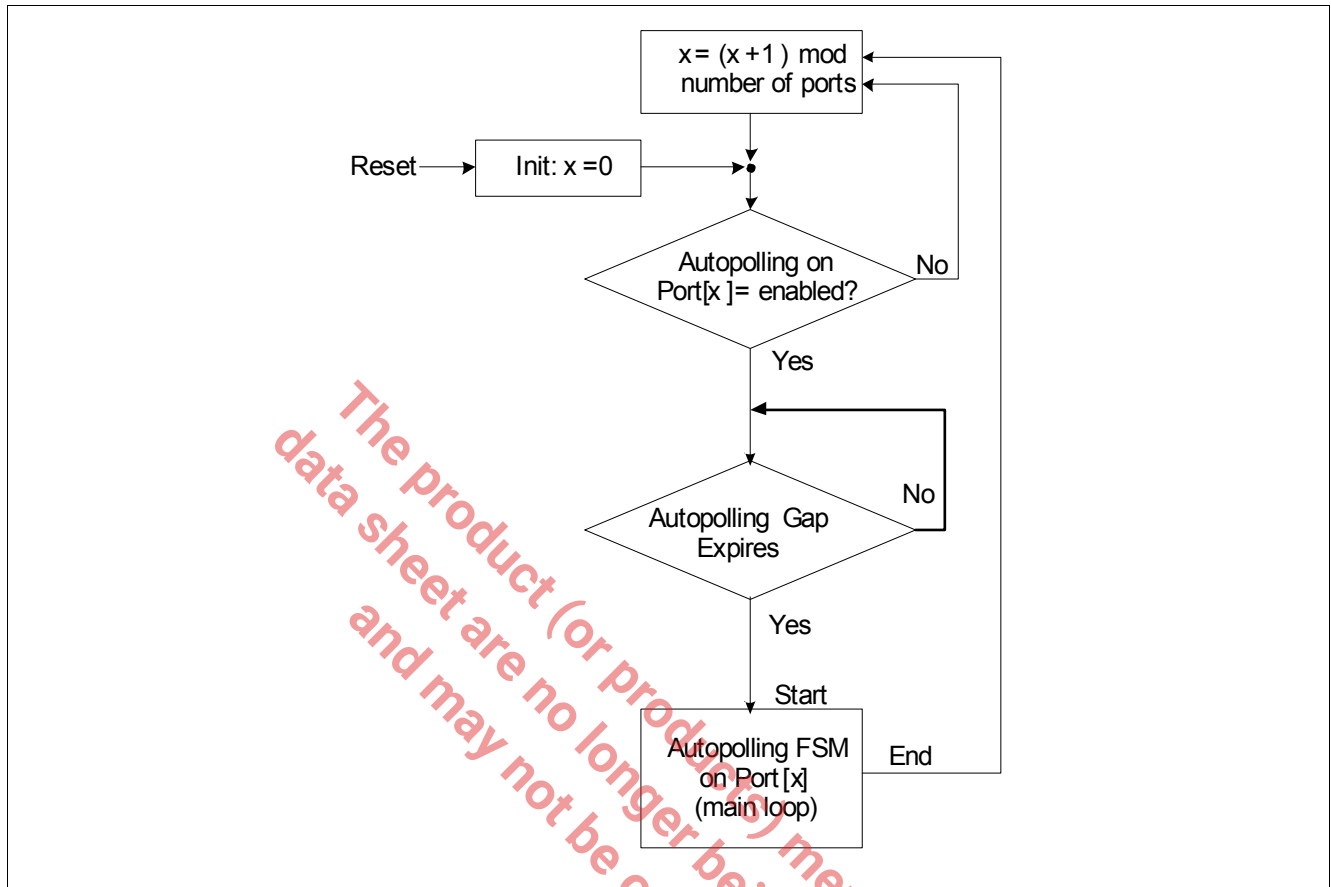 x = (x +1 ) mod
number of ports
Reset
Init: x =0
Autopolling on
Port[x ]= enabled?
No
Yes
No
Autopolling Gap
Expires
Yes
Start
Autopolling FSM
on Port [x]
(main loop)
End
The product (or products) me
data sheet are no longer be
and may not be